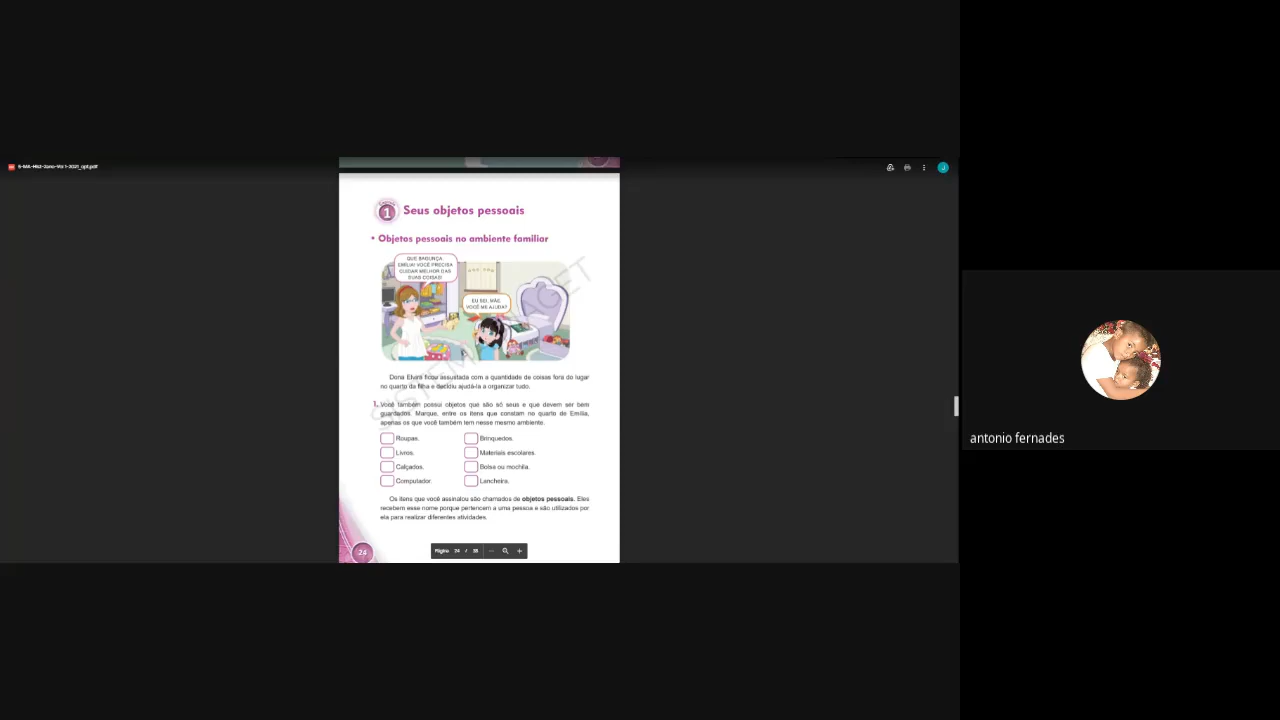 Seus objetos pessoais
1
• Objetos pessoais no ambiente familiar
QUE BAGUNÇA,
EMÍLIA! VOCÊ PRECISA
CUIDAR MELHOR DAS
SUAS COISAS!
EU SEI, MÃE.
VOCÊ ME AJUDA?
Dona Elvira ficou assustada com a quantidade de coisas fora do lugar
no quarto da filha e decidiu ajudá-la a organizar tudo.
1. Você também possui objetos que são só seus e que devem ser bem
guardados. Marque, entre os itens que constam no quarto de Emília,
apenas os que você também tem nesse mesmo ambiente.
Roupas.
Brinquedos.
Livros.
Materiais escolares.
Calçados.
Bolsa ou mochila.
Computador.
Lancheira.
Os itens que você assinalou são chamados de objetos pessoais. Eles
recebem esse nome porque pertencem a uma pessoa e são utilizados por
ela para realizar diferentes atividades.
24
Página 24 /
antonio fernades
J